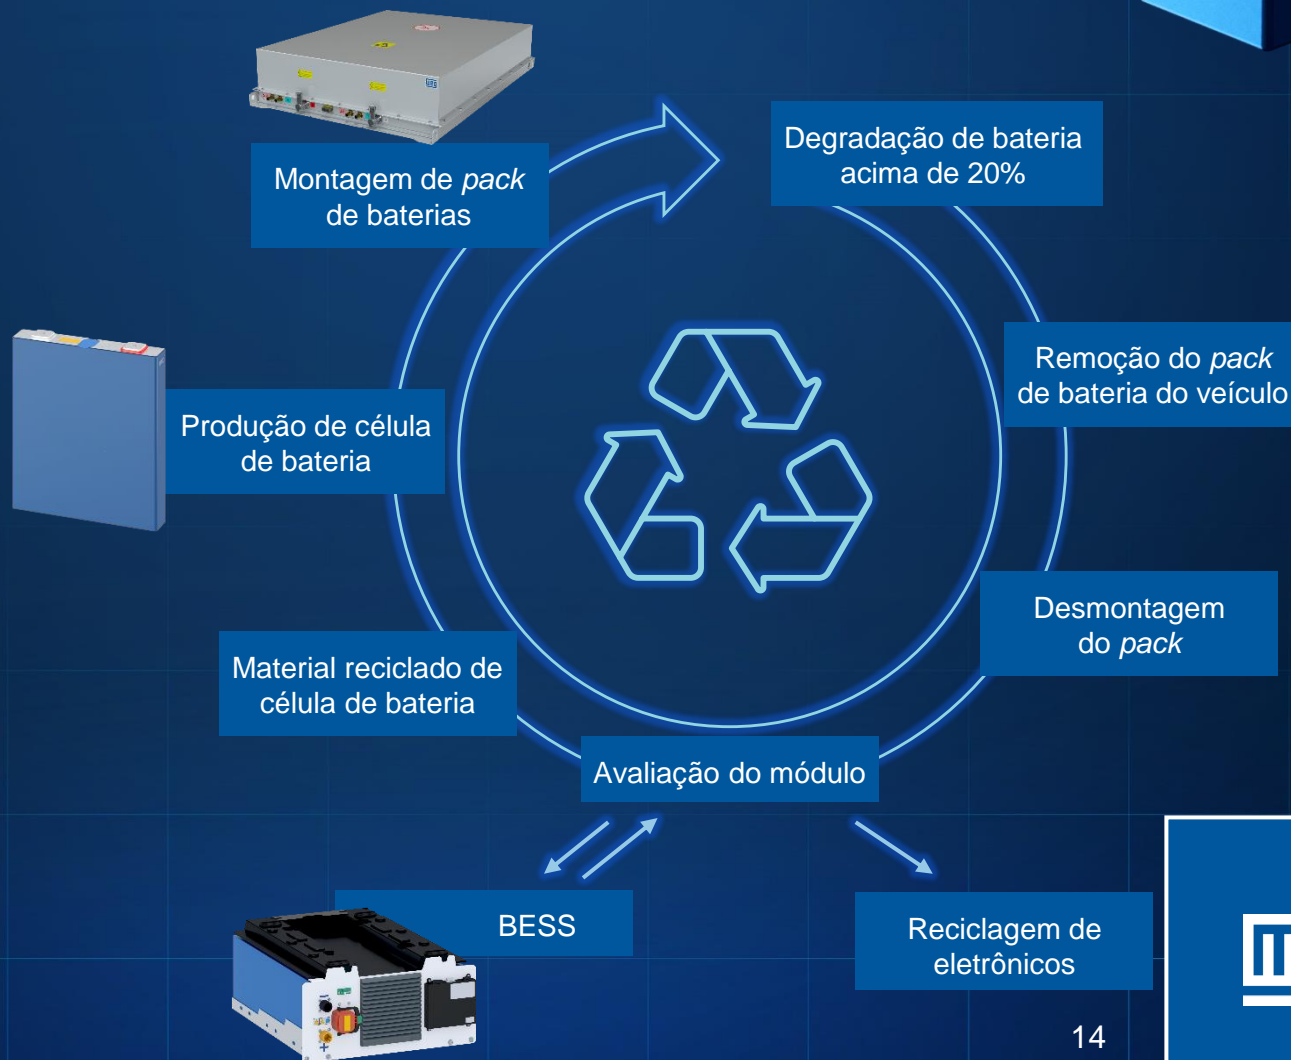 Montagem de pack
de baterias
Degradação de bateria
acima de 20%
Remoção do pack
de bateria do veículo
Produção de célula
de bateria
Desmontagem
do pack
Material reciclado de
célula de bateria
Avaliação do módulo
BESS
Reciclagem de
eletrônicos
14